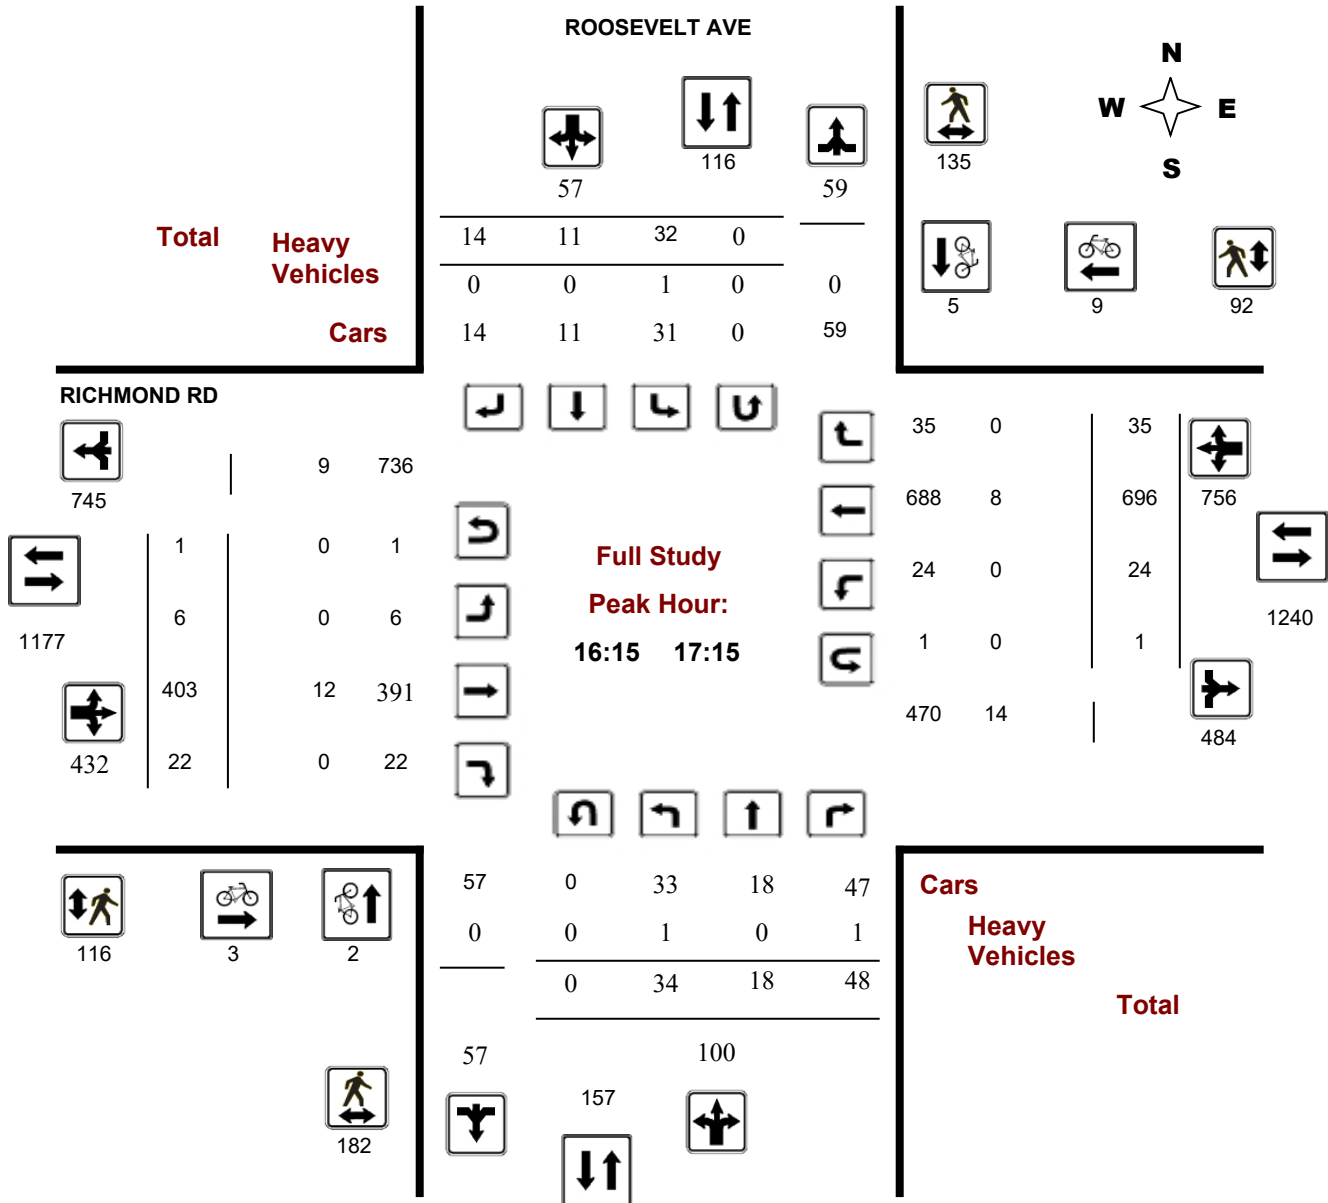 ROOSEVELT AVE
N
W E
S
116
135
57
59
Total Heavy
Vehicles
14 11 32 0
0 0 1 0 0
Cars 14 11 31 0 59
5 9 92
RICHMOND RD
745
9 736
35 0 35
688 8 696 756
1 0 1
Full Study
24 0 24
1177
6 0 6
Peak Hour:
1240
16:15 17:15
1 0 1
403 12 391
470 14
484
432 22 0 22
57 0 33 18 47
Cars
116 3 2
0 0 1 0 1
Heavy
Vehicles
0 34 18 48
Total
57 100
157
182